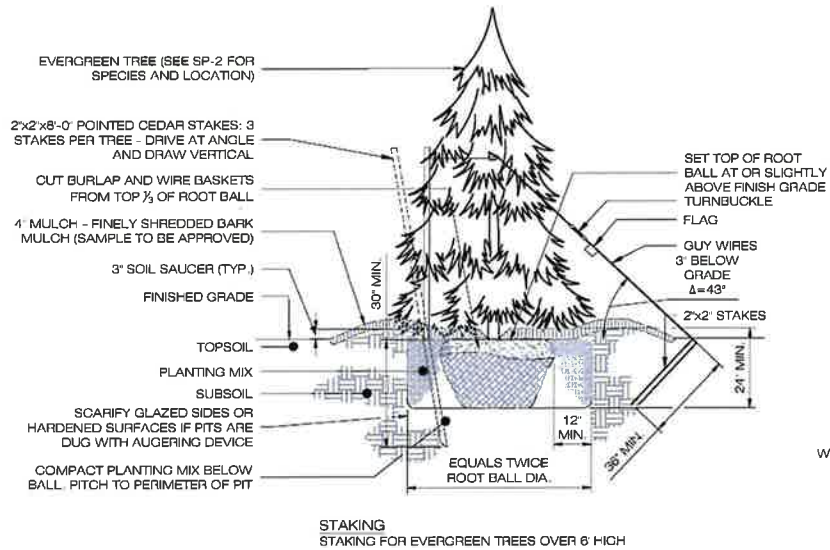 EVERGREEN TREE (SEE SP-2 FOR
SPECIES AND LOCATION)
2"x2"x8'-0" POINTED CEDAR STAKES: 3
STAKES PER TREE - DRIVE AT ANGLE
AND DRAW VERTICAL
CUT BURLAP AND WIRE BASKETS
FROM TOP ⅓ OF ROOT BALL
4" MULCH - FINELY SHREDDED BARK
MULCH (SAMPLE TO BE APPROVED)
3" SOIL SAUCER (TYP.)
FINISHED GRADE
TOPSOIL
PLANTING MIX
SUBSOIL
SCARIFY GLAZED SIDES OR
HARDENED SURFACES IF PITS ARE
DUG WITH AUGERING DEVICE
COMPACT PLANTING MIX BELOW
BALL. PITCH TO PERIMETER OF PIT
30" MIN.
SET TOP OF ROOT
BALL AT OR SLIGHTLY
ABOVE FINISH GRADE
TURNBUCKLE
FLAG
GUY WIRES
3" BELOW
GRADE
Δ=43°
2"x2" STAKES
24" MIN.
36" MIN.
12"
MIN.
EQUALS TWICE
ROOT BALL DIA.
W
STAKING
STAKING FOR EVERGREEN TREES OVER 6' HIGH